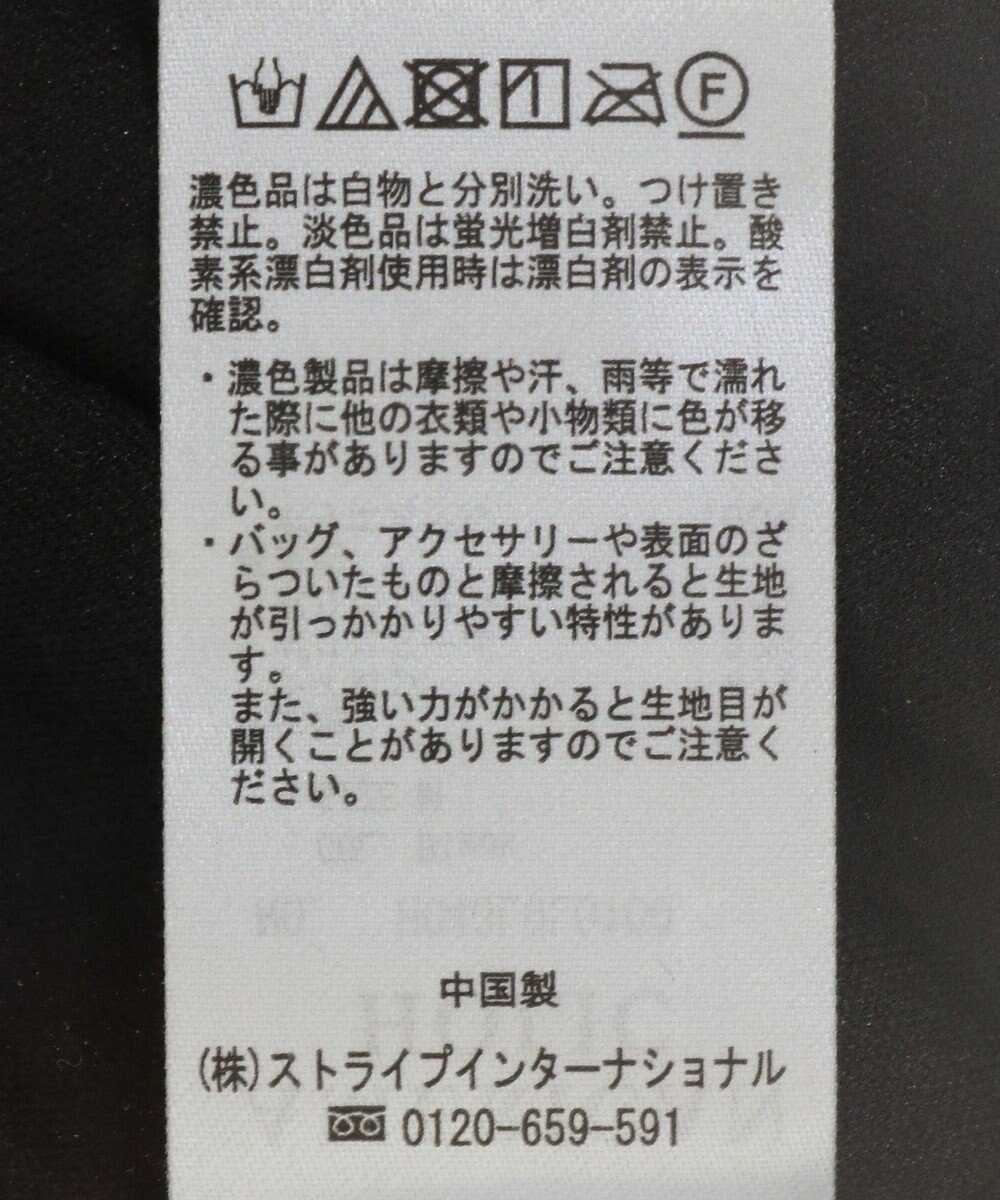 F
濃色品は白物と分別洗い。つけ置き
禁止。淡色品は蛍光増白剤禁止。酸
素系漂白剤使用時は漂白剤の表示を
確認。
・濃色製品は摩擦や汗、雨等で濡れ
た際に他の衣類や小物類に色が移
る事がありますのでご注意くださ
い。
・バッグ、アクセサリーや表面のざ
らついたものと摩擦されると生地
が引っかかりやすい特性がありま
す。
また、強い力がかかると生地目が
開くことがありますのでご注意く
ださい。
中国製
(株)ストライプインターナショナル
0120-659-591